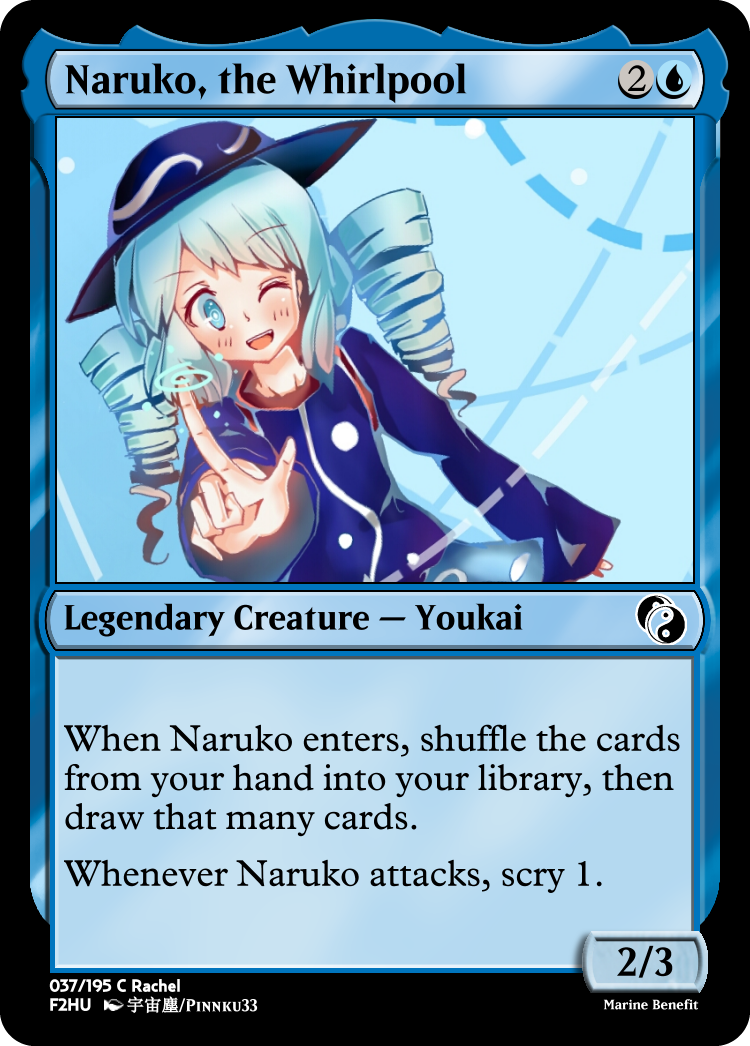 Naruko, the Whirlpool 2
Legendary Creature — Youkai
When Naruko enters, shuffle the cards
from your hand into your library, then
draw that many cards.
Whenever Naruko attacks, scry 1.
2/3
037/195 C Rachel
F2HU 宇宙塵/Pinnku33
Marine Benefit